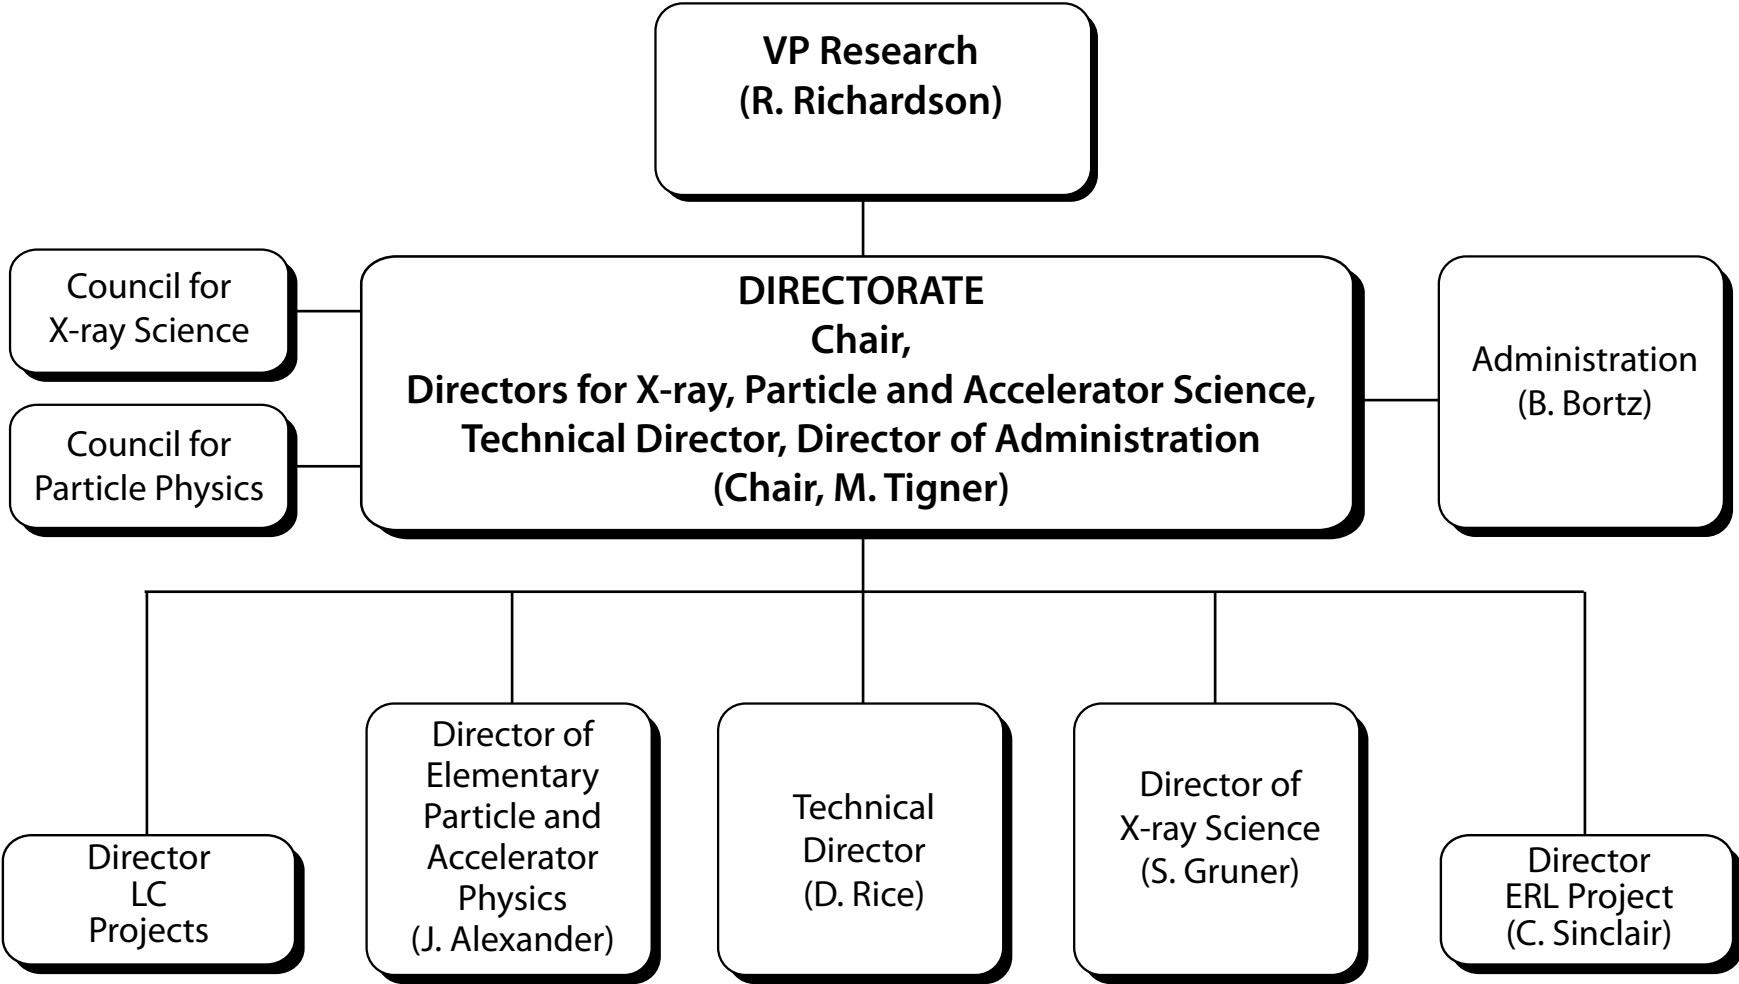 VP Research
(R. Richardson)
Council for
X-ray Science
Council for
Particle Physics
DIRECTORATE
Chair,
Directors for X-ray, Particle and Accelerator Science,
Technical Director, Director of Administration
(Chair, M. Tigner)
Administration
(B. Bortz)
Director
LC
Projects
Director of
Elementary
Particle and
Accelerator
Physics
(J. Alexander)
Technical
Director
(D. Rice)
Director of
X-ray Science
(S. Gruner)
Director
ERL Project
(C. Sinclair)